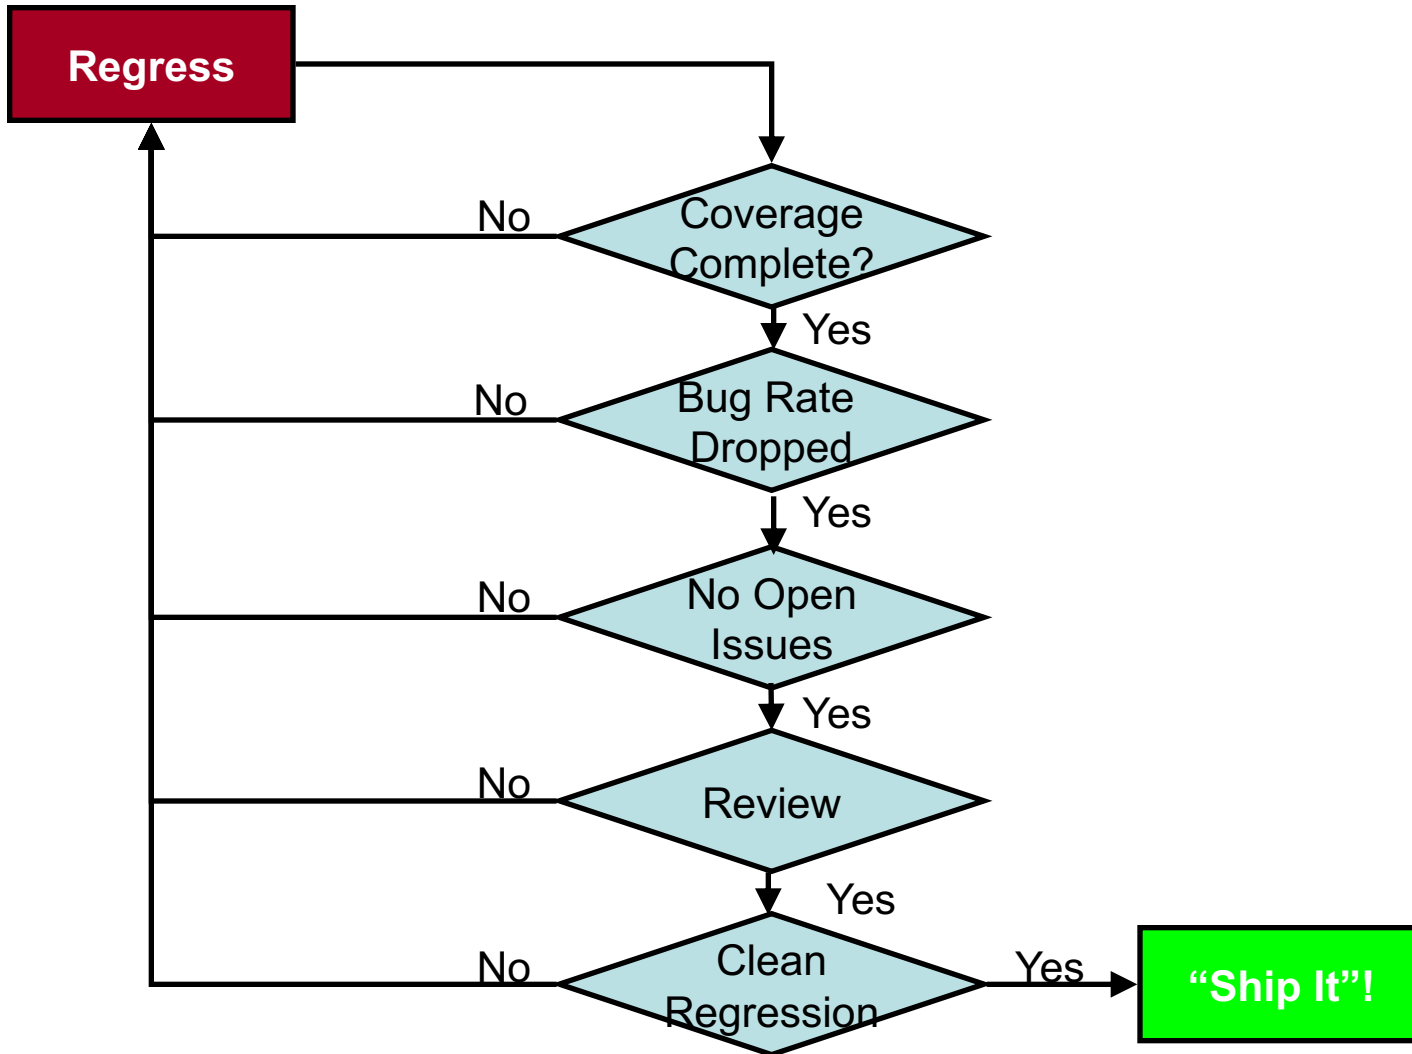 Regress
No
Coverage
Complete?
Yes
No
Bug Rate
Dropped
Yes
No
No Open
Issues
Yes
No
Review
Yes
No
Clean
Regression
Yes
“Ship It”!